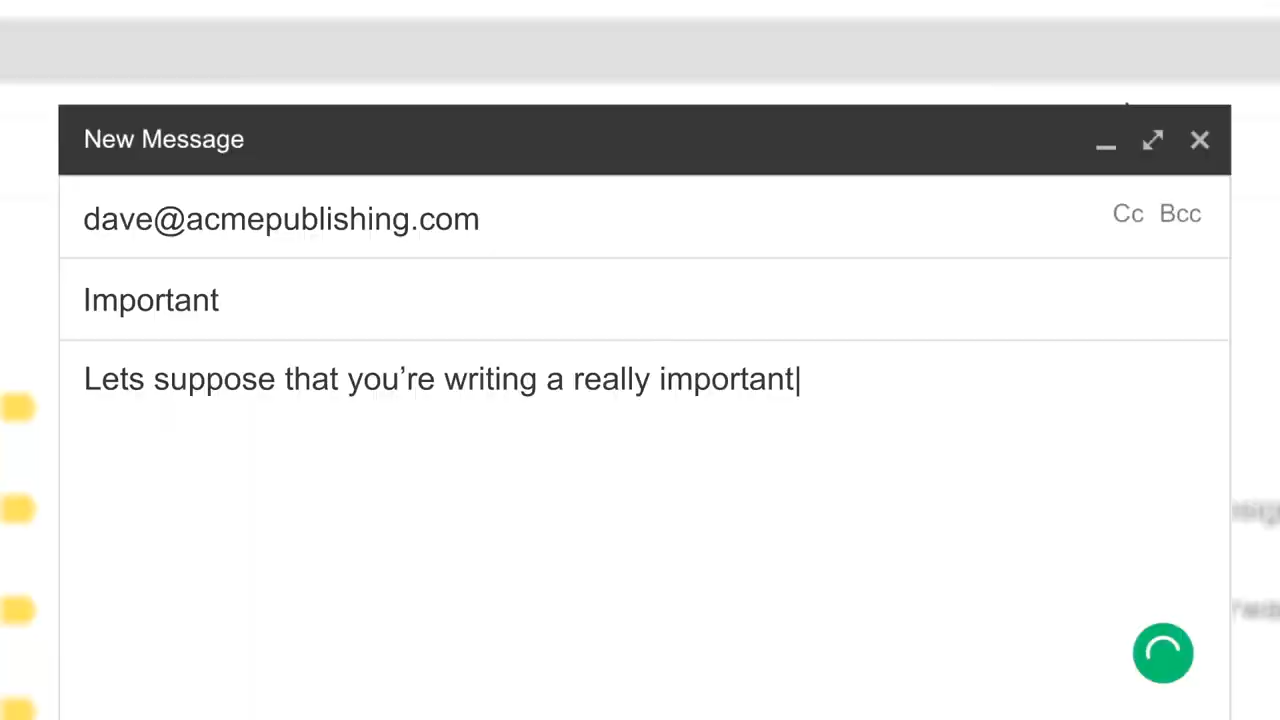 New Message
dave@acmepublishing.com
Cc Bcc
Important
Lets suppose that you’re writing a really important